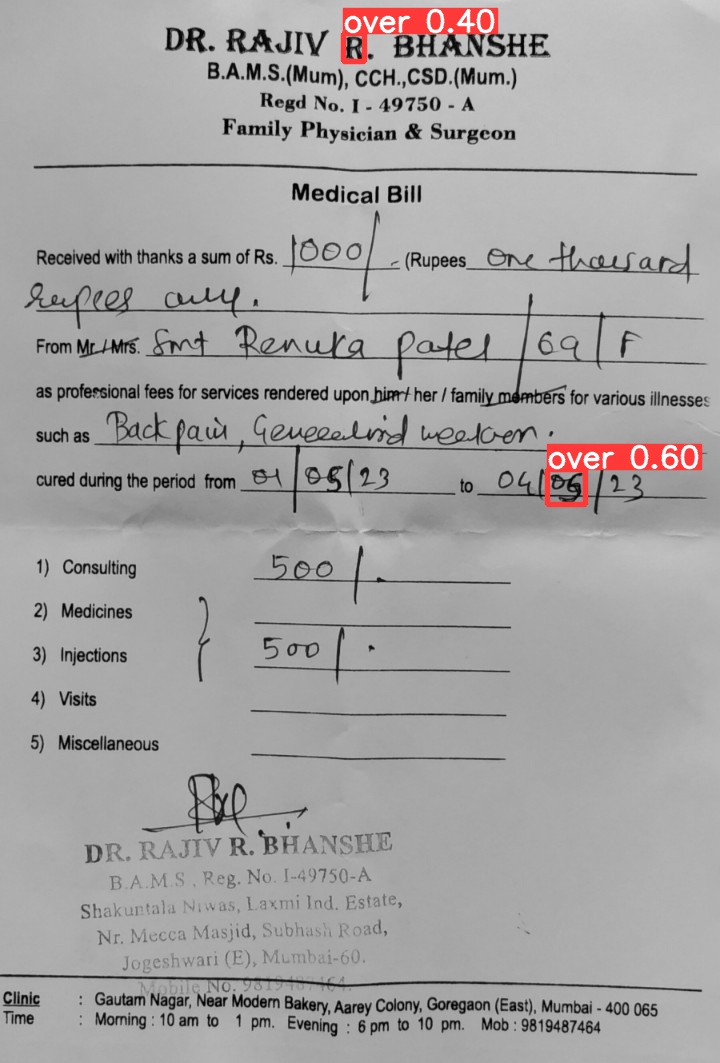 over 0.40
DR. RAJIV R. BHANSHE
B.A.M.S.(Mum), CCH.,CSD.(Mum.)
Regd No. I - 49750 - A
Family Physician & Surgeon
Medical Bill
Received with thanks a sum of Rs. 1000/- (Rupees One thousand
rupees only.
From Mr./Mrs. Smt Renuka Patel /69/F
as professional fees for services rendered upon him / her / family members for various illnesses
such as Back pain,
over 0.60
cured during the period from 01/05/23 to 04/05/23
1) Consulting 500/.
2) Medicines
3) Injections 500/.
4) Visits
5) Miscellaneous
DR. RAJIV R. BHANSHE
B.A.M.S., Reg. No. I-49750-A
Shakuntala Niwas, Laxmi Ind. Estate,
Nr. Mecca Masjid, Subhash Road,
Jogeshwari (E), Mumbai-60.
Mobile No. 9819487464.
Clinic : Gautam Nagar, Near Modern Bakery, Aarey Colony, Goregaon (East), Mumbai - 400 065
Time : Morning : 10 am to 1 pm. Evening : 6 pm to 10 pm. Mob : 9819487464